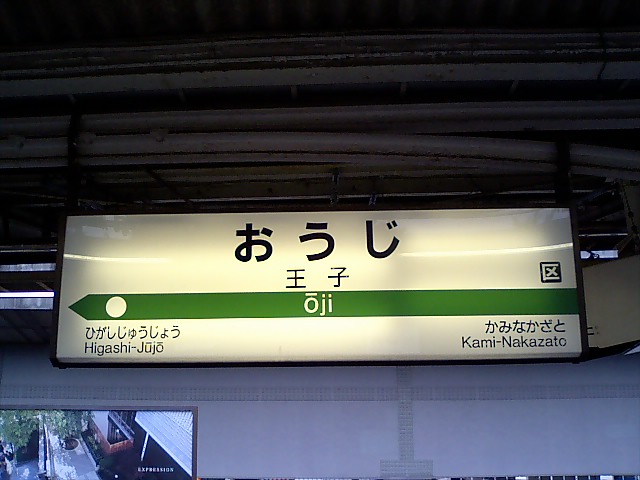 おうじ
王子
区
ōji
ひがしじゅうじょう
Higashi-Jūjō
かみなかざと
Kami-Nakazato
EXPRESSION